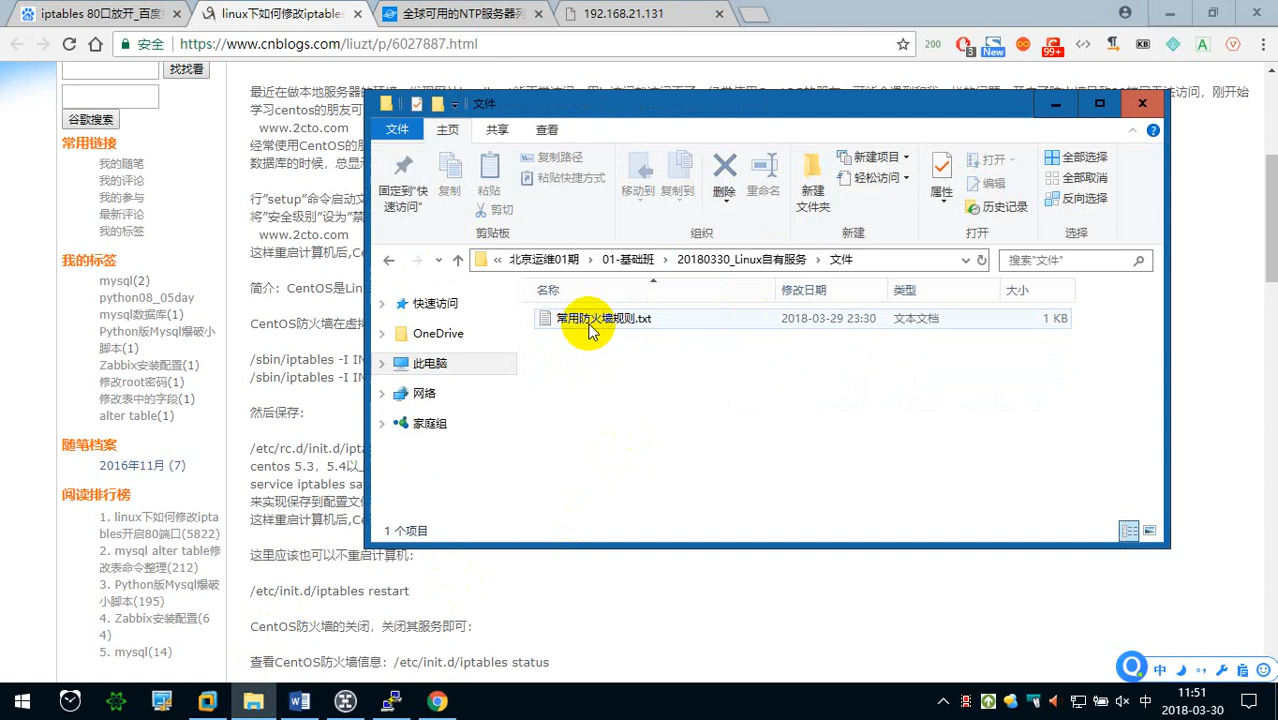 iptables 80口放开_百度
linux下如何修改iptables
全球可用的NTP服务器列
192.168.21.131
安全
https://www.cnblogs.com/liazt/p/6027887.html
200
3
New
99+
KB
A
找找看
谷歌搜索
常用链接
我的随笔
我的评论
我的参与
最新评论
我的标签
我的标签
mysql(2)
python08_05day
mysql数据库(1)
Python版Mysql爆破小
脚本(1)
Zabbix安装配置(1)
修改root密码(1)
修改表中的字段(1)
alter table(1)
随笔档案
2016年11月 (7)
阅读排行榜
1. linux下如何修改ipta
bles开启80端口(5822)
2. mysql alter table修
改表命令整理(212)
3. Python版Mysql爆破
小脚本(195)
4. Zabbix安装配置(6
4)
5. mysql(14)
学习centos的朋友可
www.2cto.com
经常使用CentOS的朋
数据库的时候，总显示
行"setup"命令启动文
将"安全级别"设为"禁
www.2cto.com
这样重启计算机后,Ce
简介：CentOS是Lin
CentOS防火墙在虚拟
/sbin/iptables -I IN
/sbin/iptables -I IN
然后保存：
/etc/rc.d/init.d/ipta
centos 5.3，5.4以上
service iptables sa
来实现保存到配置文件
这样重启计算机后,Ce
这里应该也可以不重启计算机：
/etc/init.d/iptables restart
CentOS防火墙的关闭，关闭其服务即可：
查看CentOS防火墙信息：/etc/init.d/iptables status
文件
文件
主页
共享
查看
固定到"快
速访问"
复制
粘贴
复制路径
粘贴快捷方式
剪切
剪贴板
移动到
复制到
删除
重命名
组织
新建
文件夹
新建项目
轻松访问
新建
属性
打开
编辑
历史记录
打开
全部选择
全部取消
反向选择
选择
«
北京运维01期
01-基础班
20180330_Linux自有服务
文件
搜索"文件"
快速访问
OneDrive
此电脑
网络
家庭组
名称
修改日期
类型
大小
常用防火墙规则.txt
2018-03-29 23:30
文本文档
1 KB
1 个项目
中
中
11:51
2018-03-30